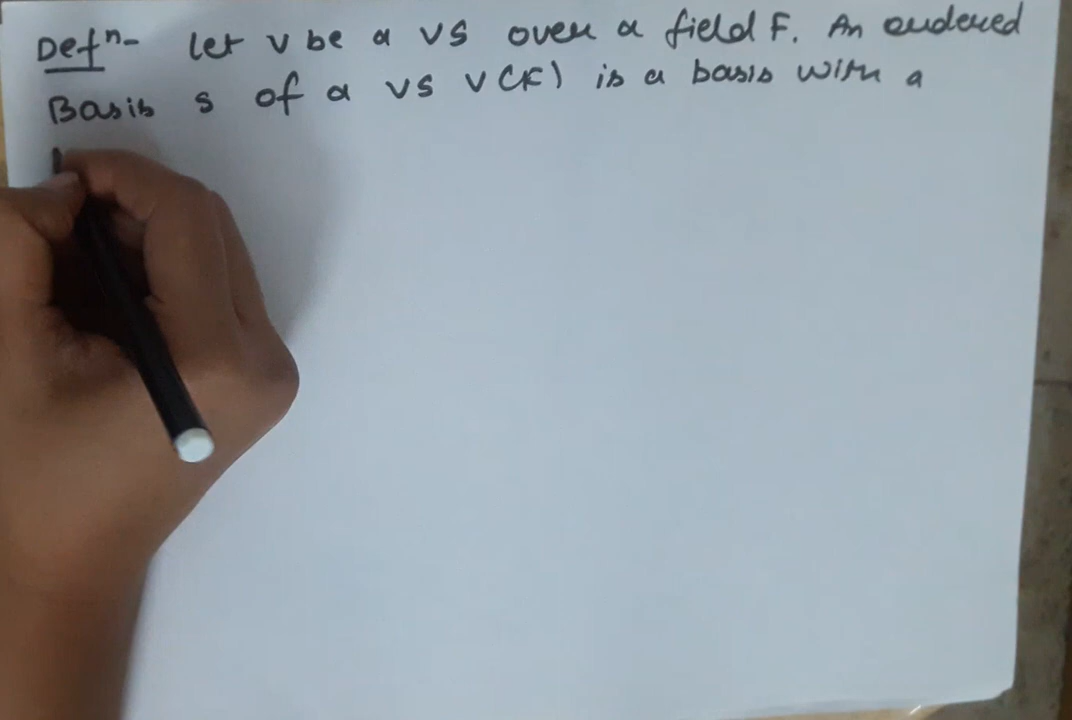 Defⁿ- Let V be a VS over a field F. An ordered
Basis S of a VS V(F) is a basis with a